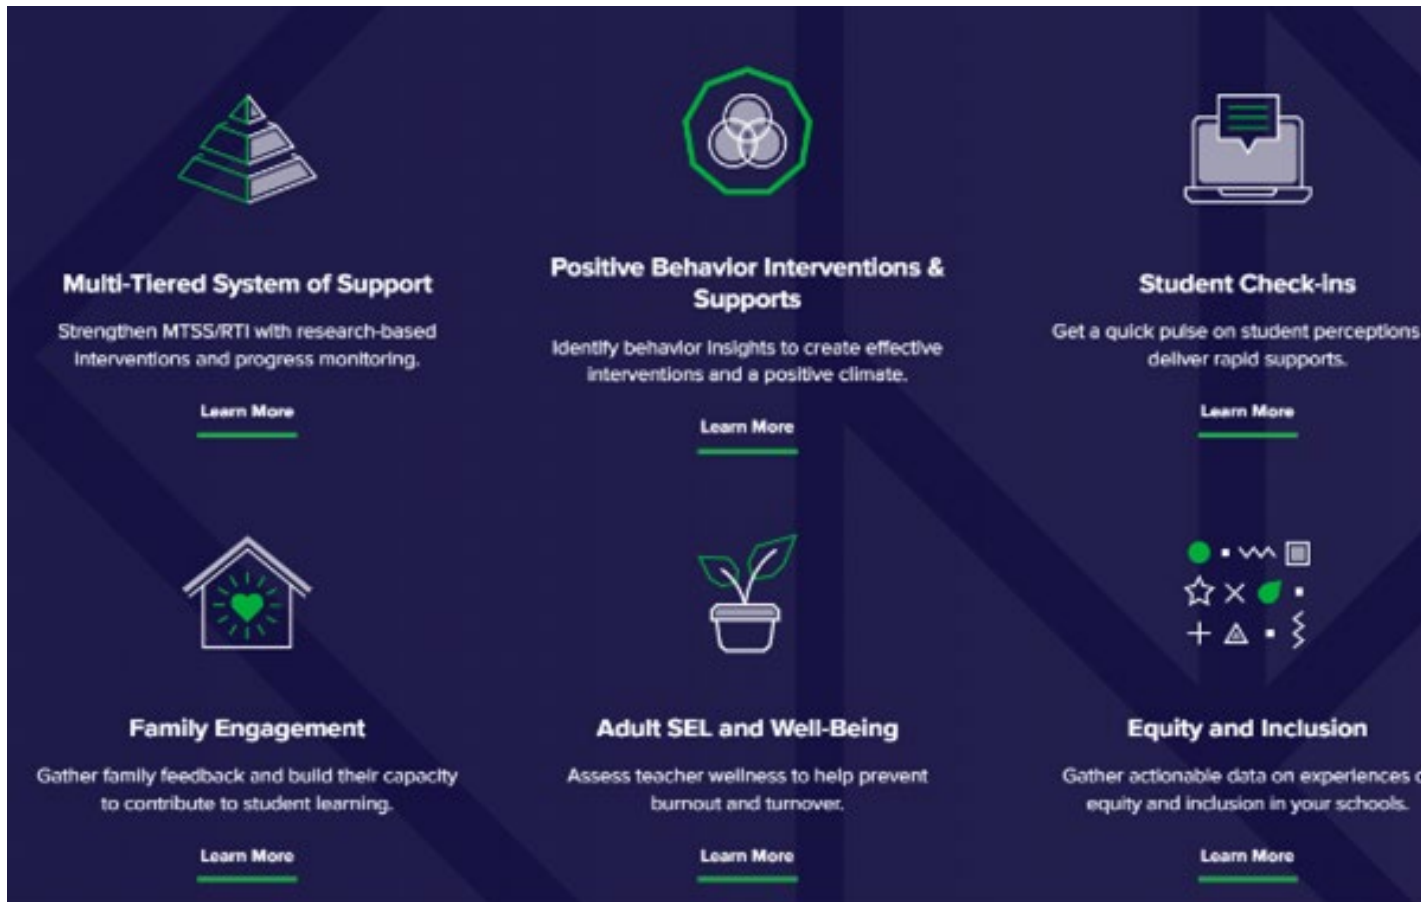 Multi-Tiered System of Support
Strengthen MTSS/RTI with research-based
interventions and progress monitoring.
Learn More
Positive Behavior Interventions &
Supports
Identify behavior insights to create effective
interventions and a positive climate.
Learn More
Student Check-ins
Get a quick pulse on student perceptions
deliver rapid supports.
Learn More
Family Engagement
Gather family feedback and build their capacity
to contribute to student learning.
Learn More
Adult SEL and Well-Being
Assess teacher wellness to help prevent
burnout and turnover.
Learn More
Equity and Inclusion
Gather actionable data on experiences
equity and inclusion in your schools.
Learn More